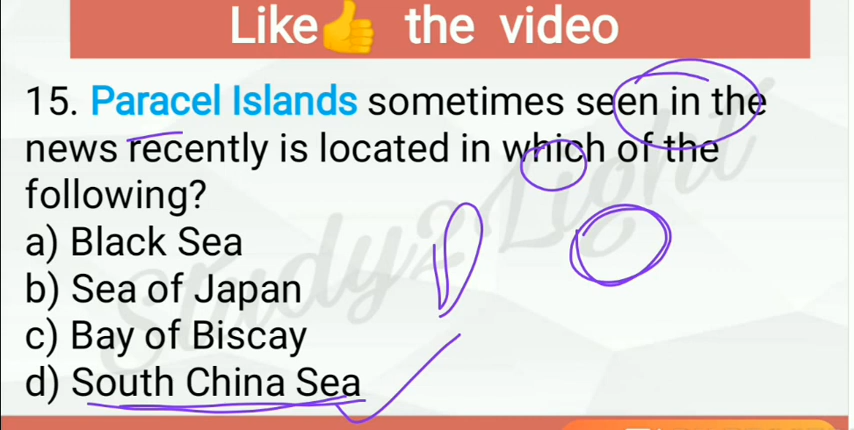 Like👍 the video
15. Paracel Islands sometimes seen in the
news recently is located in which of the
following?
a) Black Sea
b) Sea of Japan
c) Bay of Biscay
d) South China Sea
Study2Light